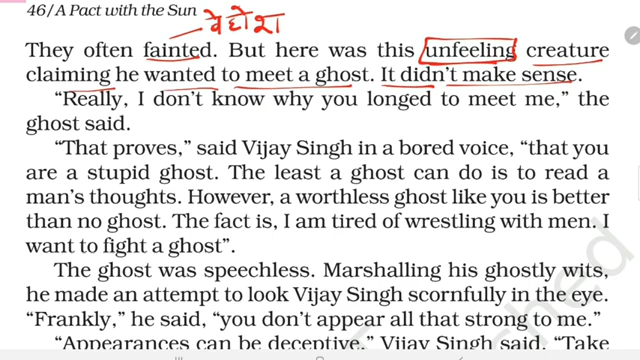 46/A Pact with the Sun
बेहोश
They often fainted. But here was this unfeeling creature
claiming he wanted to meet a ghost. It didn't make sense.
“Really, I don't know why you longed to meet me,” the
ghost said.
“That proves,” said Vijay Singh in a bored voice, “that you
are a stupid ghost. The least a ghost can do is to read a
man's thoughts. However, a worthless ghost like you is better
than no ghost. The fact is, I am tired of wrestling with men. I
want to fight a ghost”.
The ghost was speechless. Marshalling his ghostly wits,
he made an attempt to look Vijay Singh scornfully in the eye.
“Frankly,” he said, “you don't appear all that strong to me.”
“Appearances can be deceptive,” Vijay Singh said. “Take
shed